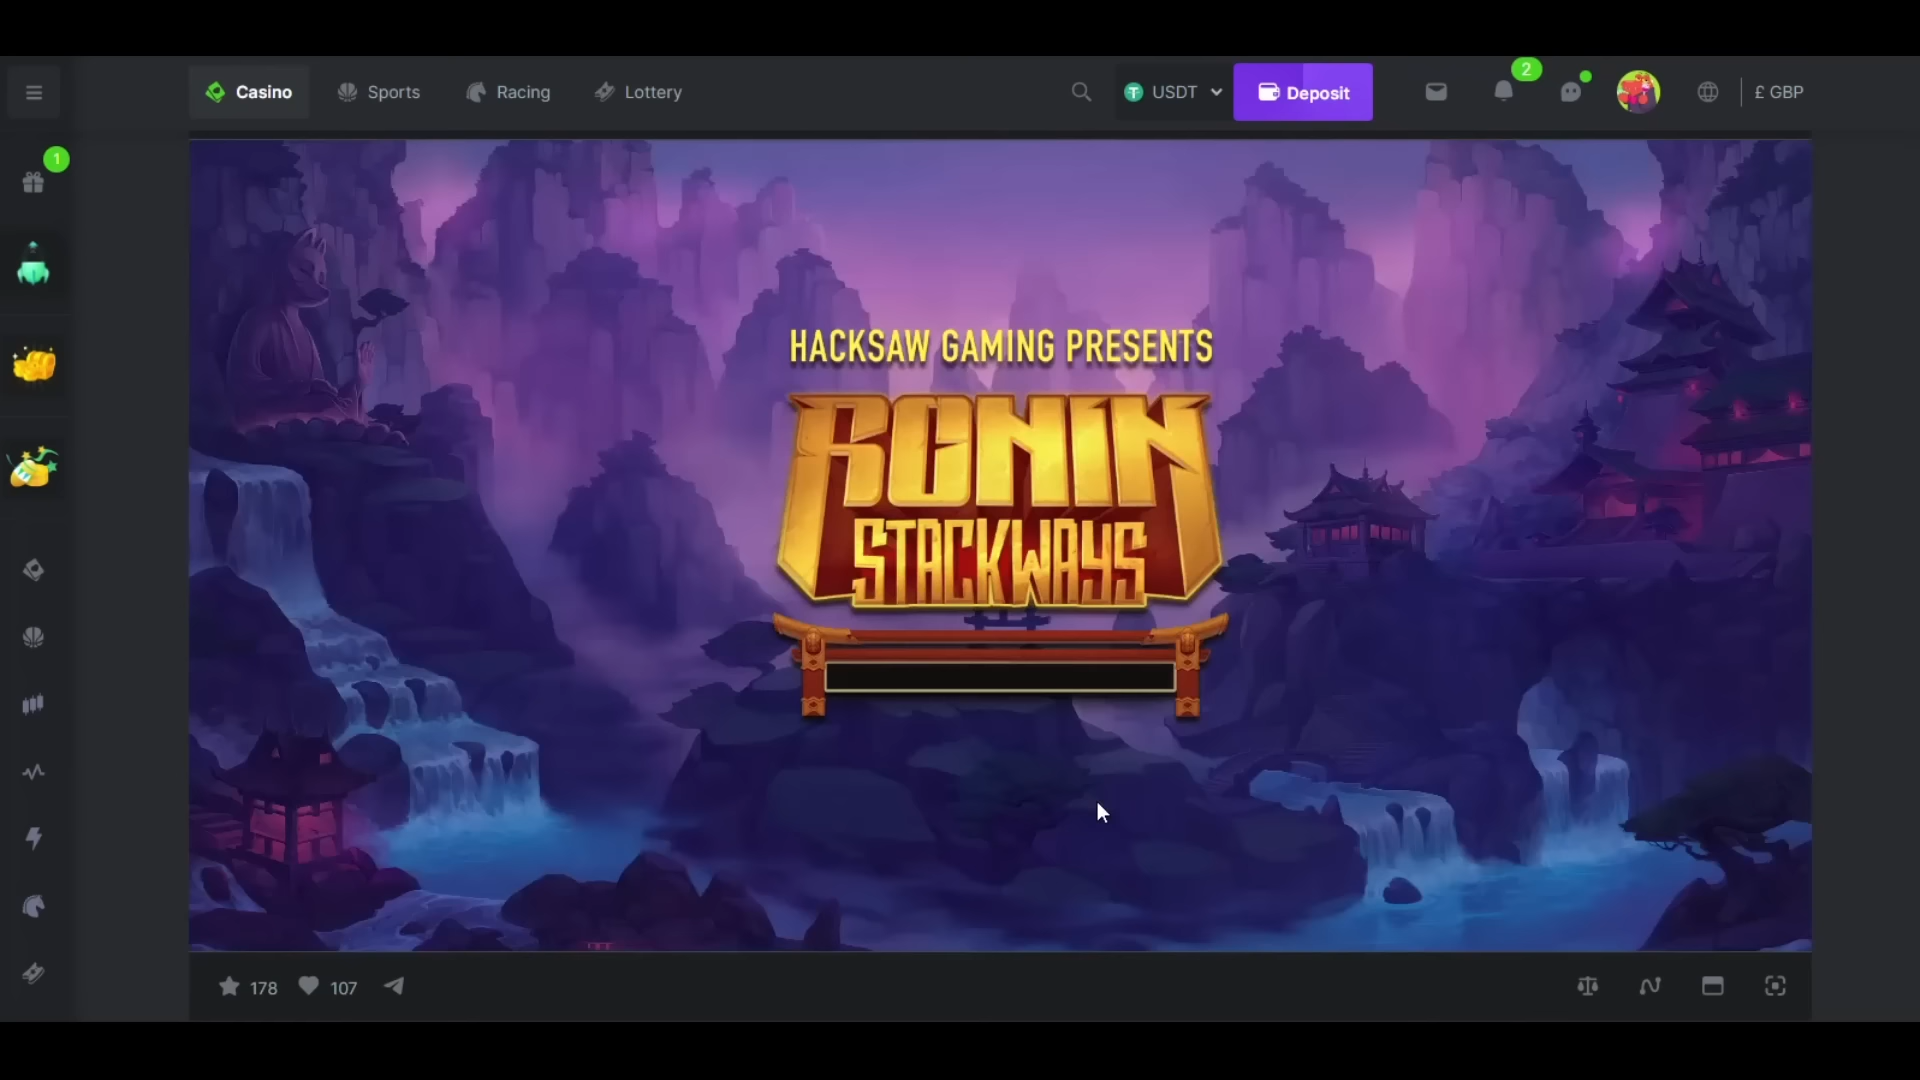 Casino
Sports
Racing
Lottery
USDT
Deposit
2
£ GBP
1
HACKSAW GAMING PRESENTS
RONIN
STACKWAYS
178
107